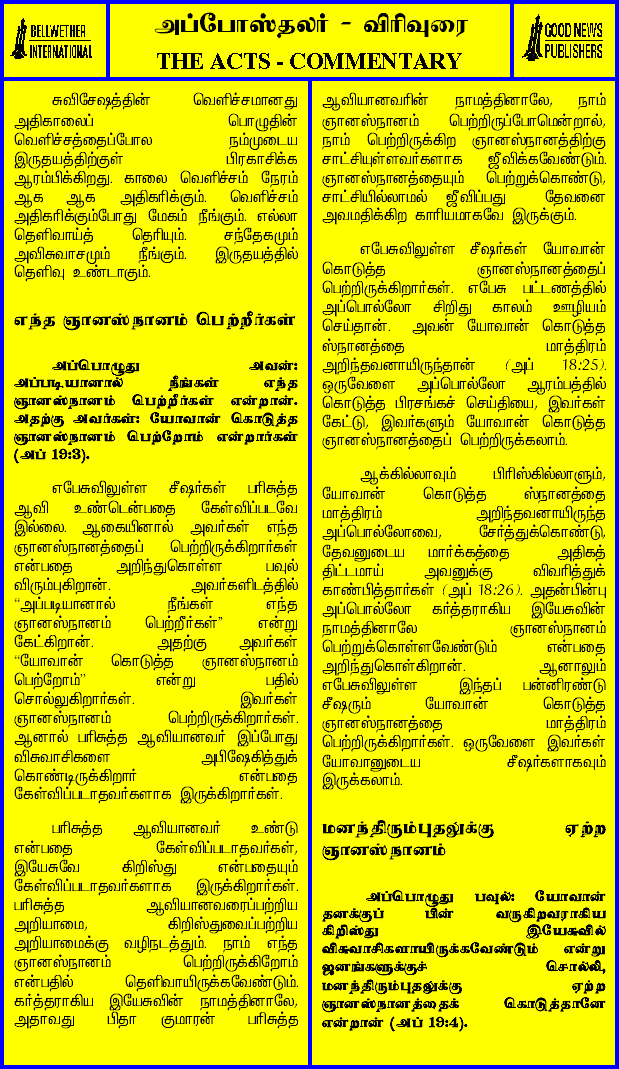 BELLWETHER
INTERNATIONAL
அப்போஸ்தலர் - விரிவுரை
THE ACTS - COMMENTARY
GOOD NEWS
PUBLISHERS
சுவிசேஷத்தின் வெளிச்சமானது
அதிகாலைப் பொழுதின்
வெளிச்சத்தைப்போல நம்முடைய
இருதயத்திற்குள் பிரகாசிக்க
ஆரம்பிக்கிறது. காலை வெளிச்சம் நேரம்
ஆக ஆக அதிகரிக்கும். வெளிச்சம்
அதிகரிக்கும்போது மேகம் நீங்கும். எல்லா
தெளிவாய்த் தெரியும். சந்தேகமும்
அவிசுவாசமும் நீங்கும். இருதயத்தில்
தெளிவு உண்டாகும்.
எந்த ஞானஸ்நானம் பெற்றீர்கள்
அப்பொழுது அவன்:
அப்படியானால் நீங்கள் எந்த
ஞானஸ்நானம் பெற்றீர்கள் என்றான்.
அதற்கு அவர்கள்: யோவான் கொடுத்த
ஞானஸ்நானம் பெற்றோம் என்றார்கள்
(அப் 19:3).
எபேசுவிலுள்ள சீஷர்கள் பரிசுத்த
ஆவி உண்டென்பதை கேள்விப்படவே
இல்லை. ஆகையினால் அவர்கள் எந்த
ஞானஸ்நானத்தைப் பெற்றிருக்கிறார்கள்
என்பதை அறிந்துகொள்ள பவுல்
விரும்புகிறான். அவர்களிடத்தில்
“அப்படியானால் நீங்கள் எந்த
ஞானஸ்நானம் பெற்றீர்கள்” என்று
கேட்கிறான். அதற்கு அவர்கள்
“யோவான் கொடுத்த ஞானஸ்நானம்
பெற்றோம்” என்று பதில்
சொல்லுகிறார்கள். இவர்கள்
ஞானஸ்நானம் பெற்றிருக்கிறார்கள்.
ஆனால் பரிசுத்த ஆவியானவர் இப்போது
விசுவாசிகளை அபிஷேகித்துக்
கொண்டிருக்கிறார் என்பதை
கேள்விப்படாதவர்களாக இருக்கிறார்கள்.
பரிசுத்த ஆவியானவர் உண்டு
என்பதை கேள்விப்படாதவர்கள்,
இயேசுவே கிறிஸ்து என்பதையும்
கேள்விப்படாதவர்களாக இருக்கிறார்கள்.
பரிசுத்த ஆவியானவரைப்பற்றிய
அறியாமை, கிறிஸ்துவைப்பற்றிய
அறியாமைக்கு வழிநடத்தும். நாம் எந்த
ஞானஸ்நானம் பெற்றிருக்கிறோம்
என்பதில் தெளிவாயிருக்கவேண்டும்.
கர்த்தராகிய இயேசுவின் நாமத்தினாலே,
அதாவது பிதா குமாரன் பரிசுத்த
ஆவியானவரின் நாமத்தினாலே, நாம்
ஞானஸ்நானம் பெற்றிருப்போமென்றால்,
நாம் பெற்றிருக்கிற ஞானஸ்நானத்திற்கு
சாட்சியுள்ளவர்களாக ஜீவிக்கவேண்டும்.
ஞானஸ்நானத்தையும் பெற்றுக்கொண்டு,
சாட்சியில்லாமல் ஜீவிப்பது தேவனை
அவமதிக்கிற காரியமாகவே இருக்கும்.
எபேசுவிலுள்ள சீஷர்கள் யோவான்
கொடுத்த ஞானஸ்நானத்தைப்
பெற்றிருக்கிறார்கள். எபேசு பட்டணத்தில்
அப்பொல்லோ சிறிது காலம் ஊழியம்
செய்தான். அவன் யோவான் கொடுத்த
ஸ்நானத்தை மாத்திரம்
அறிந்தவனாயிருந்தான் (அப் 18:25).
ஒருவேளை அப்பொல்லோ ஆரம்பத்தில்
கொடுத்த பிரசங்கச் செய்தியை, இவர்கள்
கேட்டு, இவர்களும் யோவான் கொடுத்த
ஞானஸ்நானத்தைப் பெற்றிருக்கலாம்.
ஆக்கில்லாவும் பிரிஸ்கில்லாளும்,
யோவான் கொடுத்த ஸ்நானத்தை
மாத்திரம் அறிந்தவனாயிருந்த
அப்பொல்லோவை, சேர்த்துக்கொண்டு,
தேவனுடைய மார்க்கத்தை அதிகத்
திட்டமாய் அவனுக்கு விவரித்துக்
காண்பித்தார்கள் (அப் 18:26). அதன்பின்பு
அப்பொல்லோ கர்த்தராகிய இயேசுவின்
நாமத்தினாலே ஞானஸ்நானம்
பெற்றுக்கொள்ளவேண்டும் என்பதை
அறிந்துகொள்கிறான். ஆனாலும்
எபேசுவிலுள்ள இந்தப் பன்னிரண்டு
சீஷரும் யோவான் கொடுத்த
ஞானஸ்நானத்தை மாத்திரம்
பெற்றிருக்கிறார்கள். ஒருவேளை இவர்கள்
யோவானுடைய சீஷர்களாகவும்
இருக்கலாம்.
மனந்திரும்புதலுக்கு ஏற்ற
ஞானஸ்நானம்
அப்பொழுது பவுல்: யோவான்
தனக்குப் பின் வருகிறவராகிய
கிறிஸ்து இயேசுவில்
விசுவாசிகளாயிருக்கவேண்டும் என்று
ஜனங்களுக்குச் சொல்லி,
மனந்திரும்புதலுக்கு ஏற்ற
ஞானஸ்நானத்தைக் கொடுத்தானே
என்றான் (அப் 19:4).